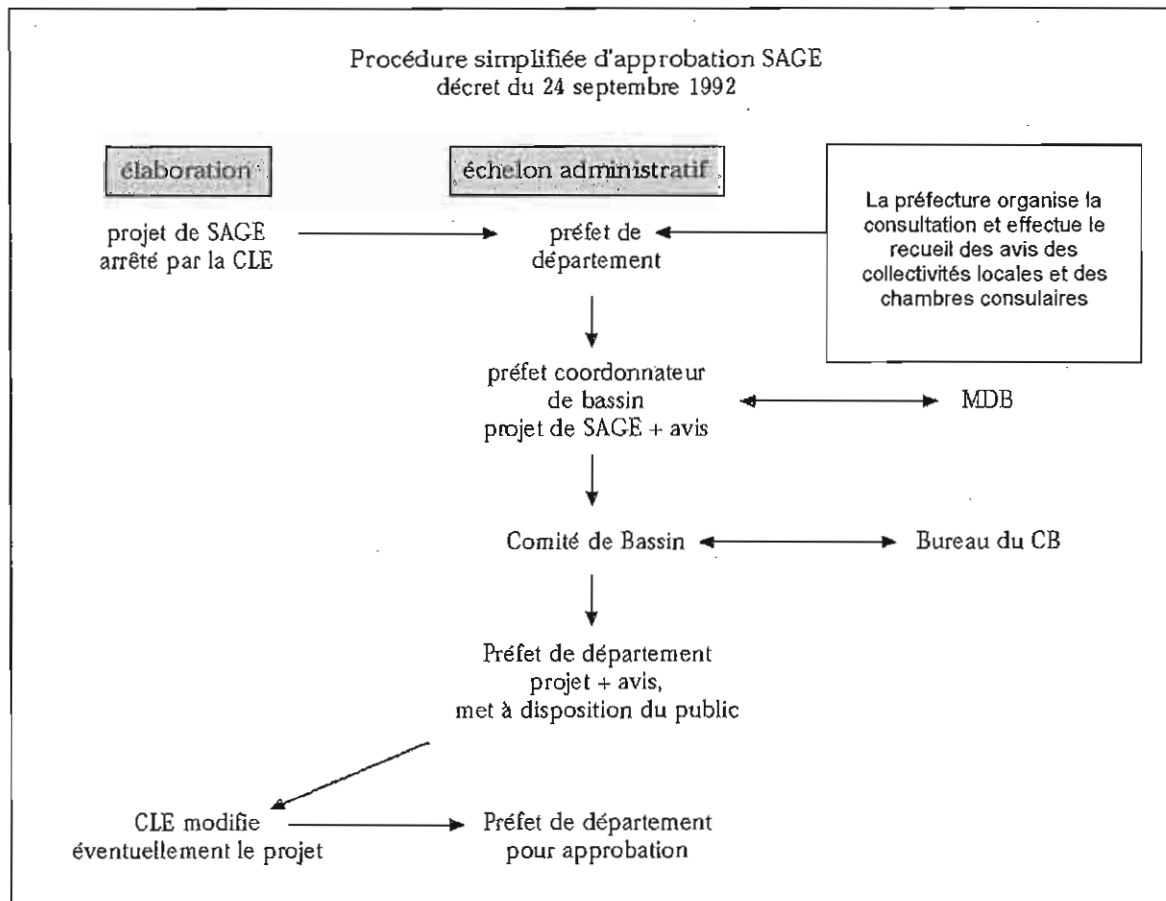 Procédure simplifiée d'approbation SAGE
décret du 24 septembre 1992
élaboration
échelon administratif
projet de SAGE
arrêté par la CLE
préfet de
département
La préfecture organise la
consultation et effectue le
recueil des avis des
collectivités locales et des
chambres consulaires
préfet coordonnateur
de bassin
projet de SAGE + avis
MDB
Comité de Bassin
Bureau du CB
Préfet de département
projet + avis,
met à disposition du public
CLE modifie
éventuellement le projet
Préfet de département
pour approbation